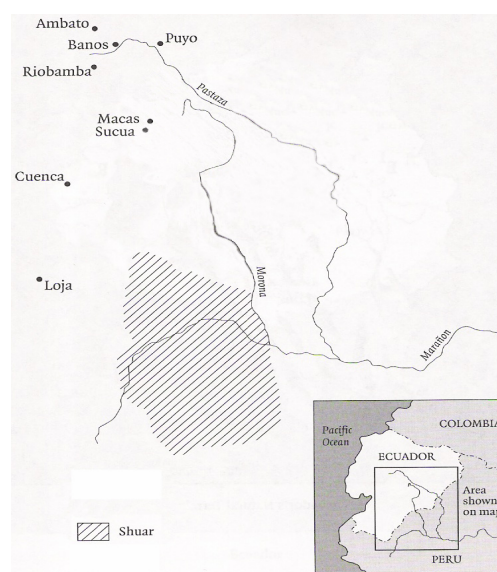 Ambato
Banos
Puyo
Riobamba
Pastaza
Macas
Sucua
Cuenca
Morona
Loja
Marañon
Pacific
Ocean
COLOMBIA
ECUADOR
Area
shown
on map
PERU
Shuar